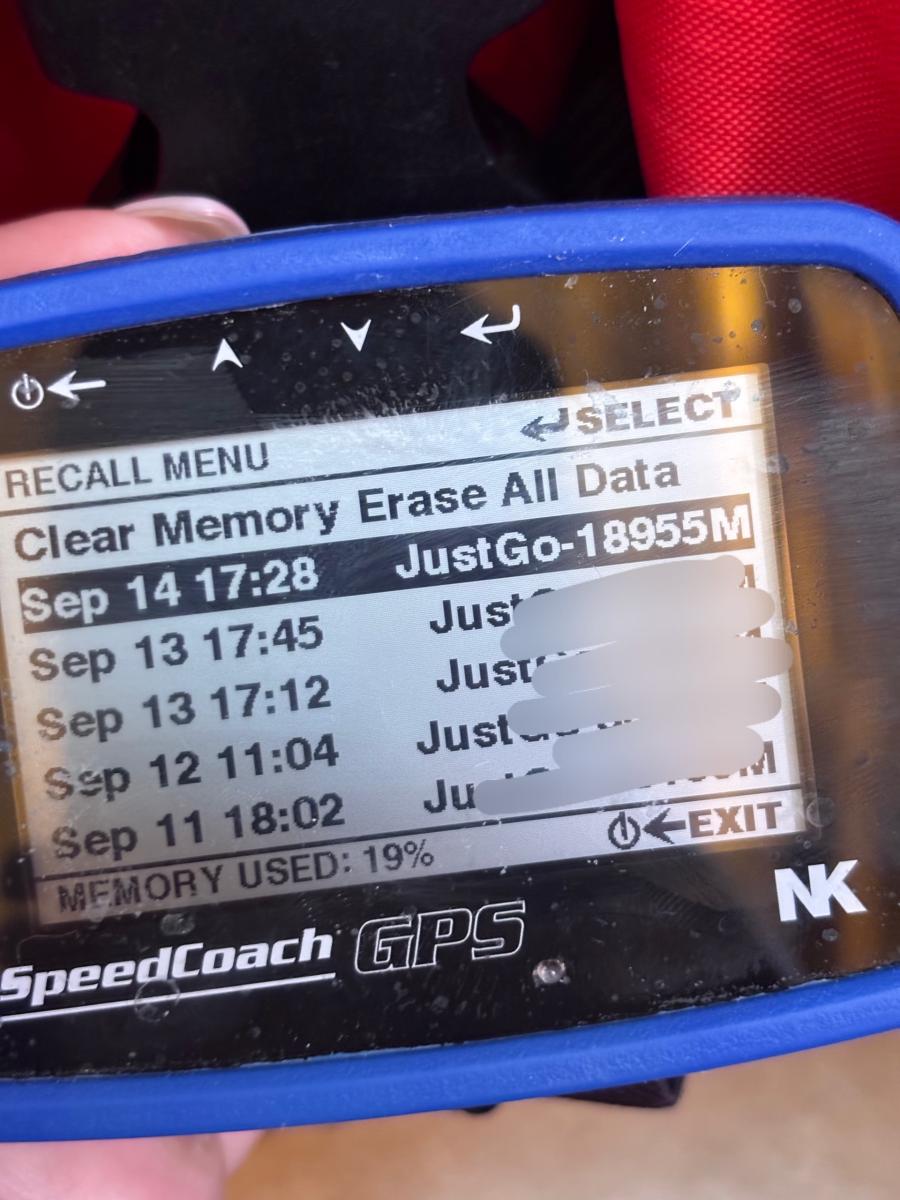 RECALL MENU SELECT
Clear Memory Erase All Data
Sep 14 17:28 JustGo-18955M
Sep 13 17:45
Sep 13 17:12
Sep 12 11:04
Sep 11 18:02
MEMORY USED: 19% EXIT
SpeedCoach GPS NK